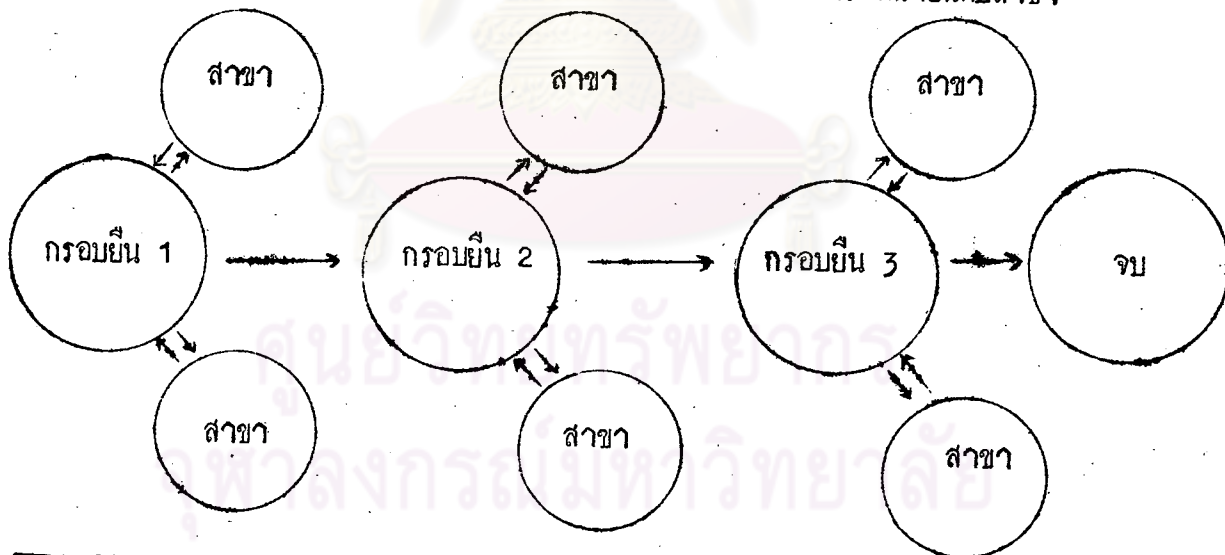 สาขา
สาขา
สาขา
กรอบยืน 1
กรอบยืน 2
กรอบยืน 3
จบ
สาขา
สาขา
สาขา
ศูนย์วิทยทรัพยากร
จุฬาลงกรณ์มหาวิทยาลัย